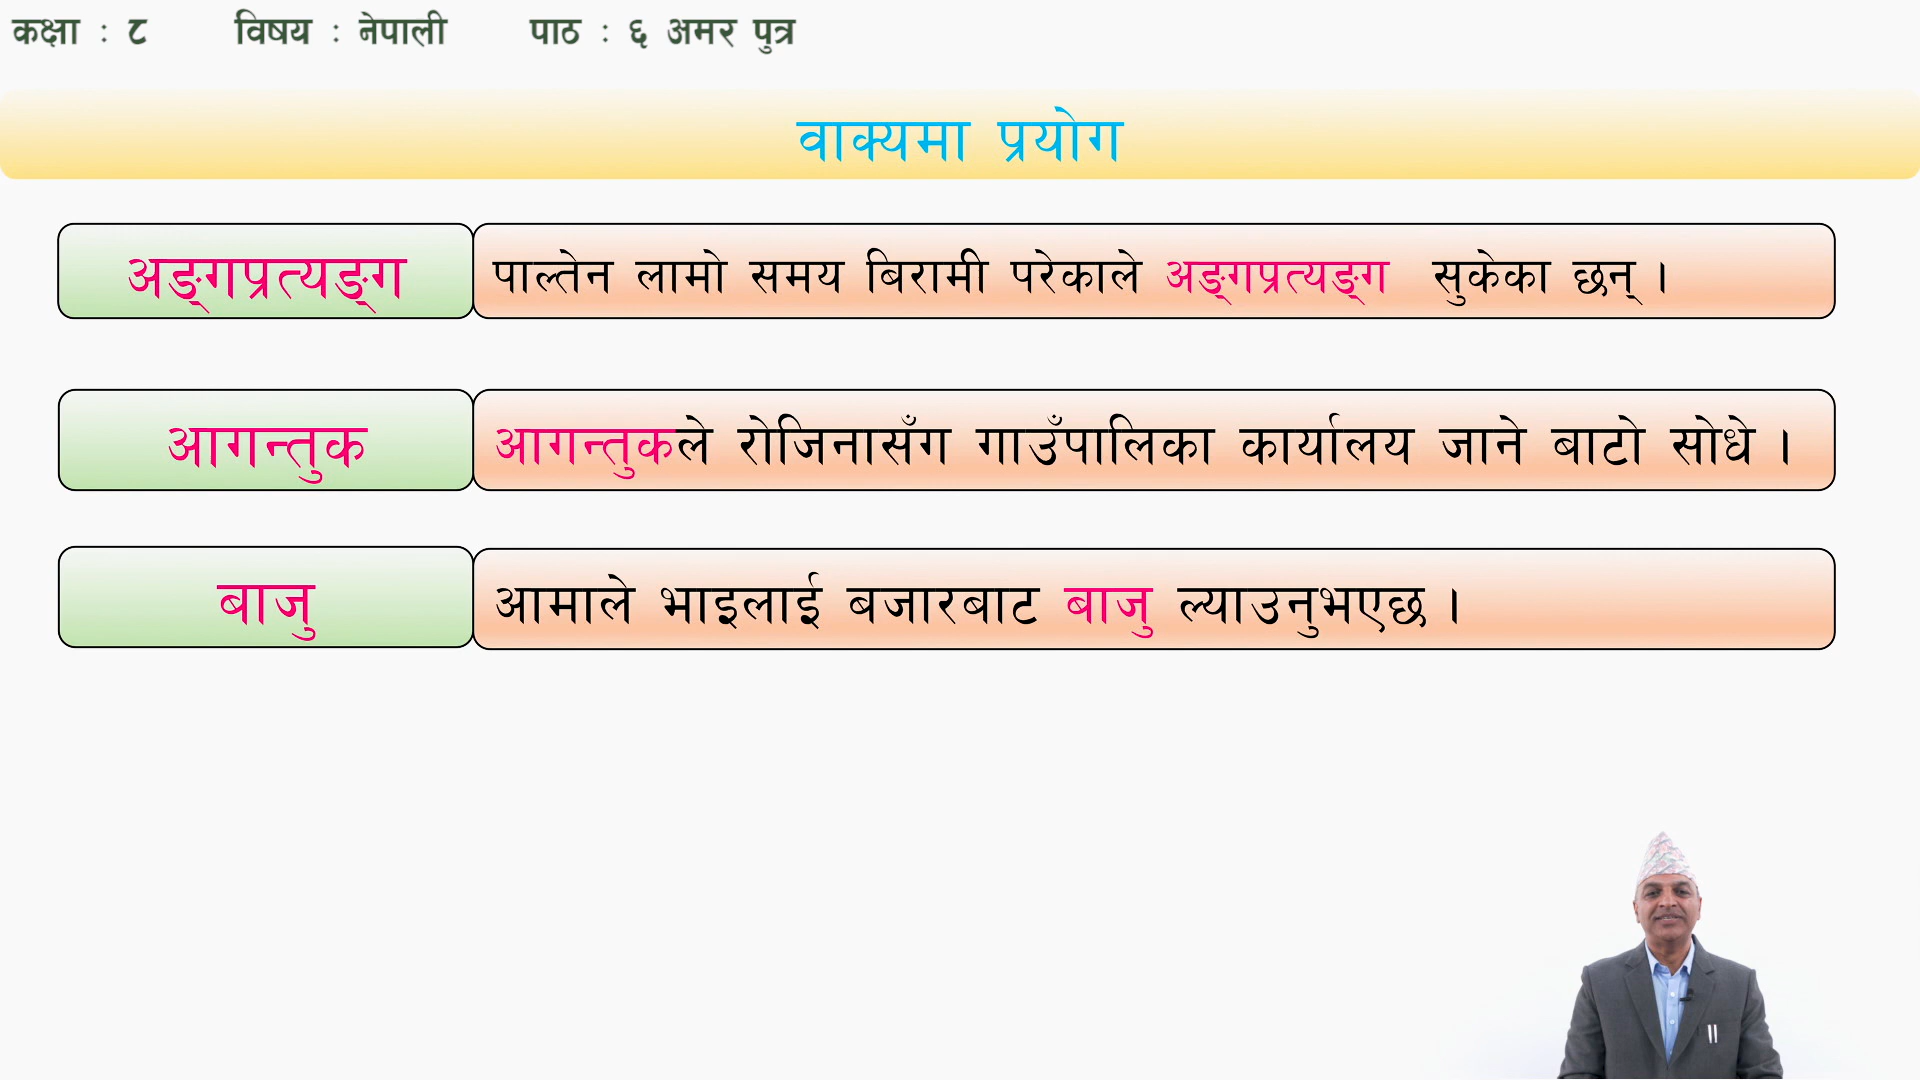 कक्षा : ८ विषय : नेपाली पाठ : ६ अमर पुत्र
वाक्यमा प्रयोग
अङ्गप्रत्यङ्ग पाल्तेन लामो समय बिरामी परेकाले अङ्गप्रत्यङ्ग सुकेका छन् ।
आगन्तुक आगन्तुकले रोजिनासँग गाउँपालिका कार्यालय जाने बाटो सोधे ।
बाजु आमाले भाइलाई बजारबाट बाजु ल्याउनुभएछ ।